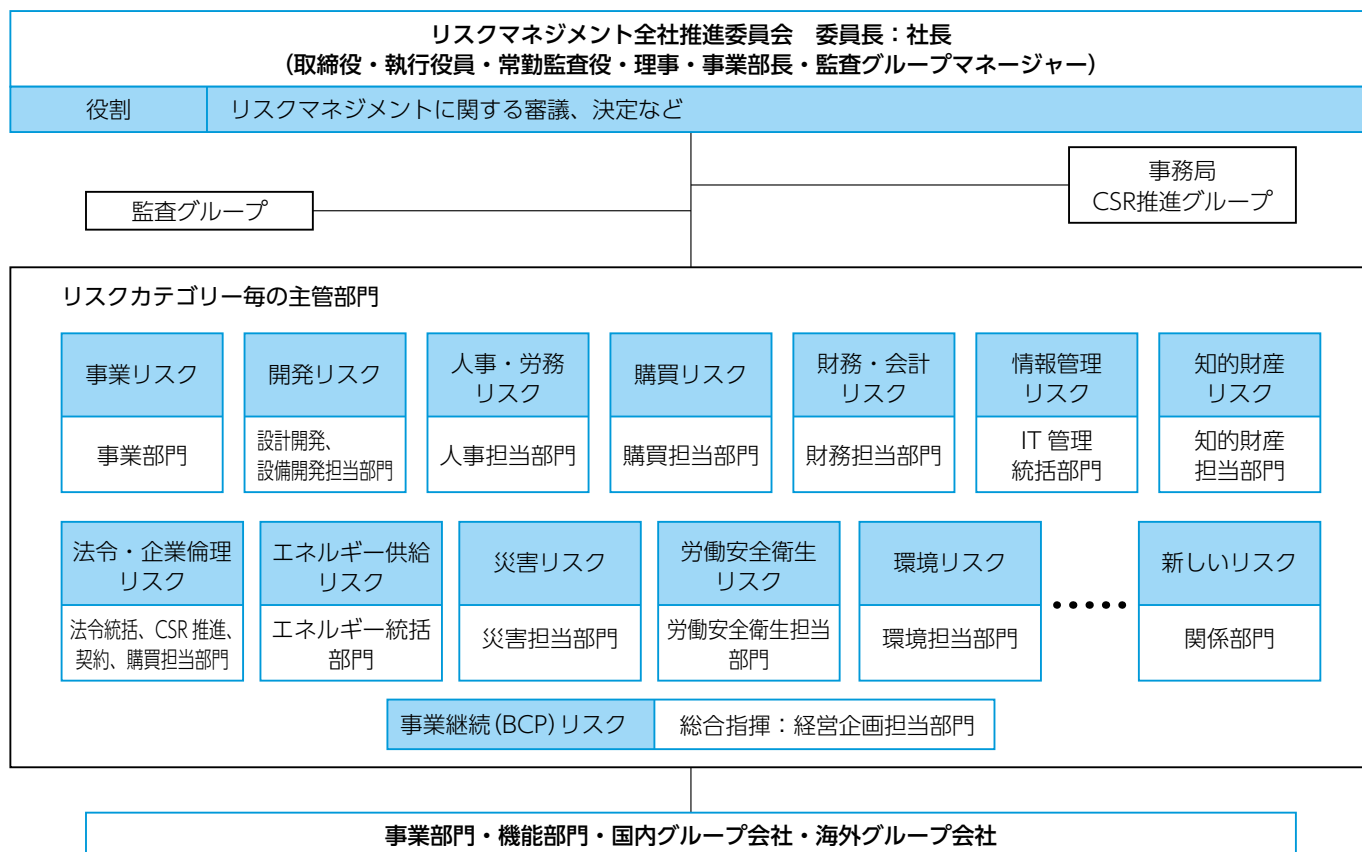 リスクマネジメント全社推進委員会　委員長：社長
（取締役・執行役員・常勤監査役・理事・事業部長・監査グループマネージャー）
役割
リスクマネジメントに関する審議、決定など
事務局
CSR推進グループ
監査グループ
リスクカテゴリー毎の主管部門
事業リスク
事業部門
開発リスク
設計開発、
設備開発担当部門
人事・労務
リスク
人事担当部門
購買リスク
購買担当部門
財務・会計
リスク
財務担当部門
情報管理
リスク
IT 管理
統括部門
知的財産
リスク
知的財産
担当部門
法令・企業倫理
リスク
法令統括、CSR 推進、
契約、購買担当部門
エネルギー供給
リスク
エネルギー統括
部門
災害リスク
災害担当部門
労働安全衛生
リスク
労働安全衛生担当
部門
環境リスク
環境担当部門
•••••
新しいリスク
関係部門
事業継続(BCP)リスク
総合指揮：経営企画担当部門
事業部門・機能部門・国内グループ会社・海外グループ会社